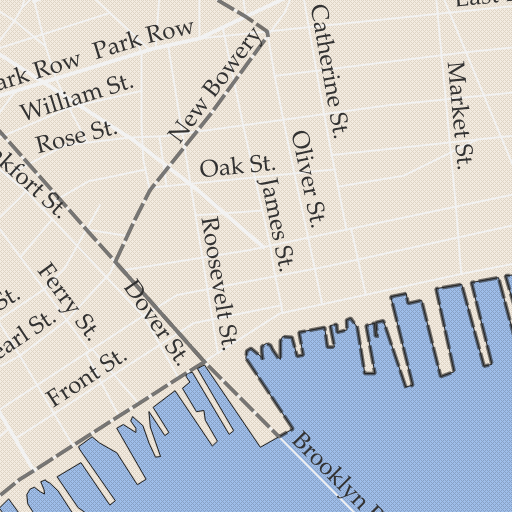 Park Row
Park Row
William St.
Rose St.
New Bowery
Catherine St.
Market St.
Oak St.
Oliver St.
James St.
Roosevelt St.
Ferry St.
Dover St.
Front St.
Brooklyn